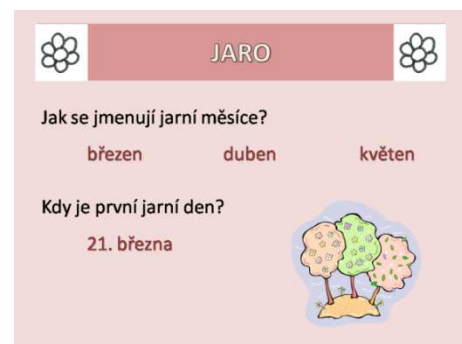 JARO
Jak se jmenují jarní měsíce?
březen duben květen
Kdy je první jarní den?
21. března